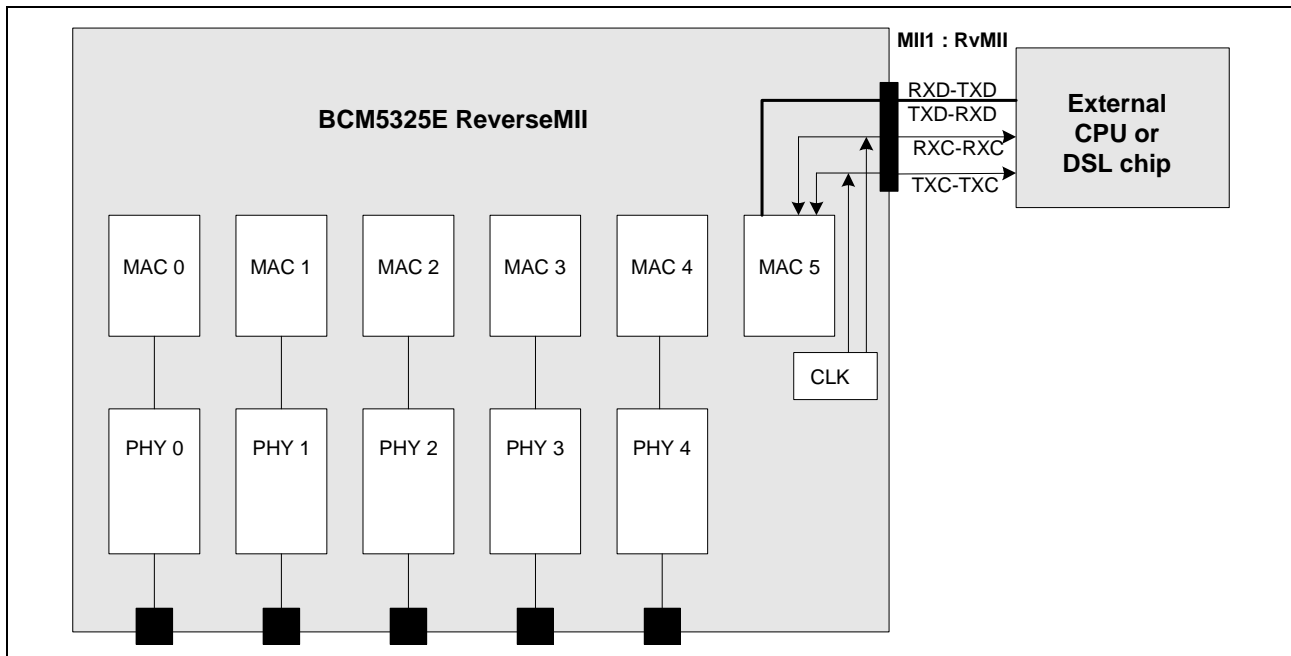 MII1 : RvMII
BCM5325E ReverseMII
RXD-TXD
TXD-RXD
RXC-RXC
TXC-TXC
External
CPU or
DSL chip
MAC 0
MAC 1
MAC 2
MAC 3
MAC 4
MAC 5
CLK
PHY 0
PHY 1
PHY 2
PHY 3
PHY 4